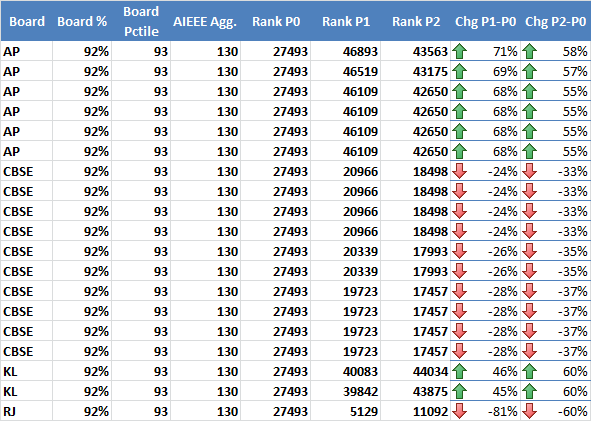 Board Board % Board Pctile AIEEE Agg. Rank P0 Rank P1 Rank P2 Chg P1-P0 Chg P2-P0
AP 92% 93 130 27493 46893 43563 71% 58%
AP 92% 93 130 27493 46519 43175 69% 57%
AP 92% 93 130 27493 46109 42650 68% 55%
AP 92% 93 130 27493 46109 42650 68% 55%
AP 92% 93 130 27493 46109 42650 68% 55%
AP 92% 93 130 27493 46109 42650 68% 55%
CBSE 92% 93 130 27493 20966 18498 -24% -33%
CBSE 92% 93 130 27493 20966 18498 -24% -33%
CBSE 92% 93 130 27493 20966 18498 -24% -33%
CBSE 92% 93 130 27493 20966 18498 -24% -33%
CBSE 92% 93 130 27493 20339 17993 -26% -35%
CBSE 92% 93 130 27493 20339 17993 -26% -35%
CBSE 92% 93 130 27493 19723 17457 -28% -37%
CBSE 92% 93 130 27493 19723 17457 -28% -37%
CBSE 92% 93 130 27493 19723 17457 -28% -37%
CBSE 92% 93 130 27493 19723 17457 -28% -37%
KL 92% 93 130 27493 40083 44034 46% 60%
KL 92% 93 130 27493 39842 43875 45% 60%
RJ 92% 93 130 27493 5129 11092 -81% -60%